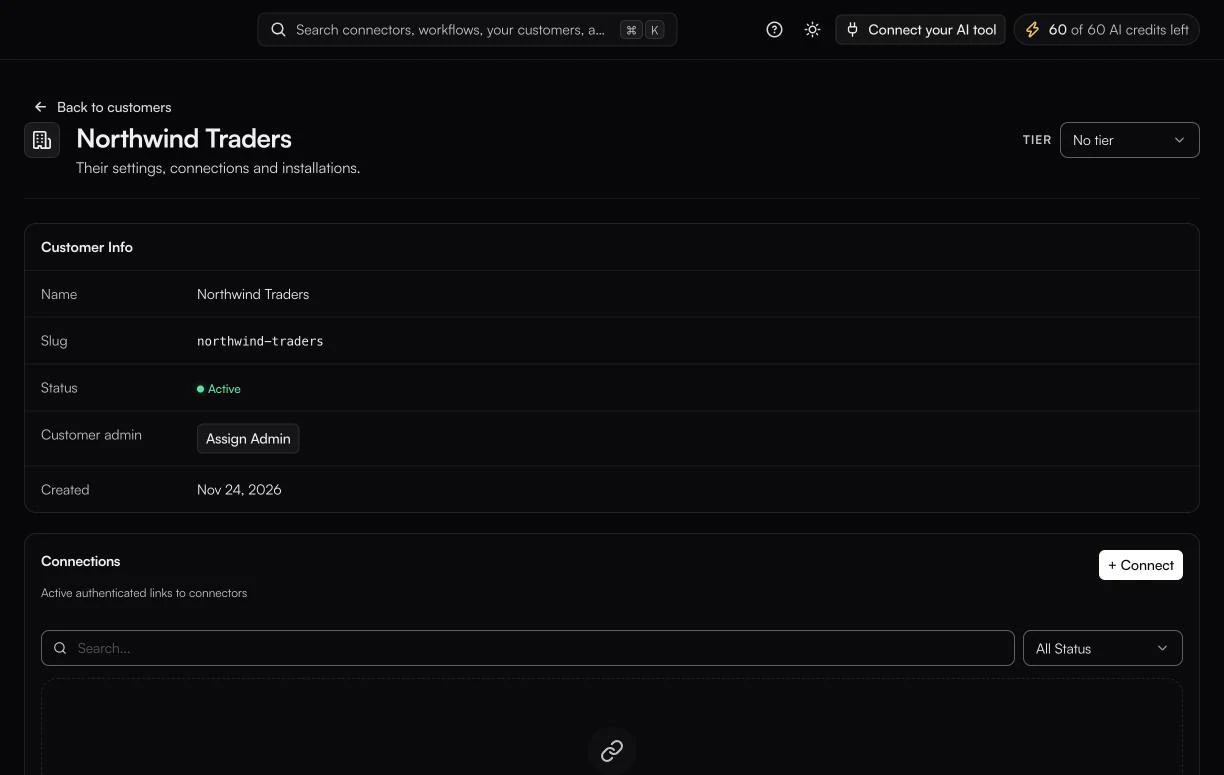 Search connectors, workflows, your customers, a... ⌘ K
Connect your AI tool
60 of 60 AI credits left
Back to customers
Northwind Traders
Their settings, connections and installations.
TIER No tier
Customer Info
Name Northwind Traders
Slug northwind-traders
Status Active
Customer admin Assign Admin
Created Nov 24, 2026
Connections
+ Connect
Active authenticated links to connectors
Search... All Status